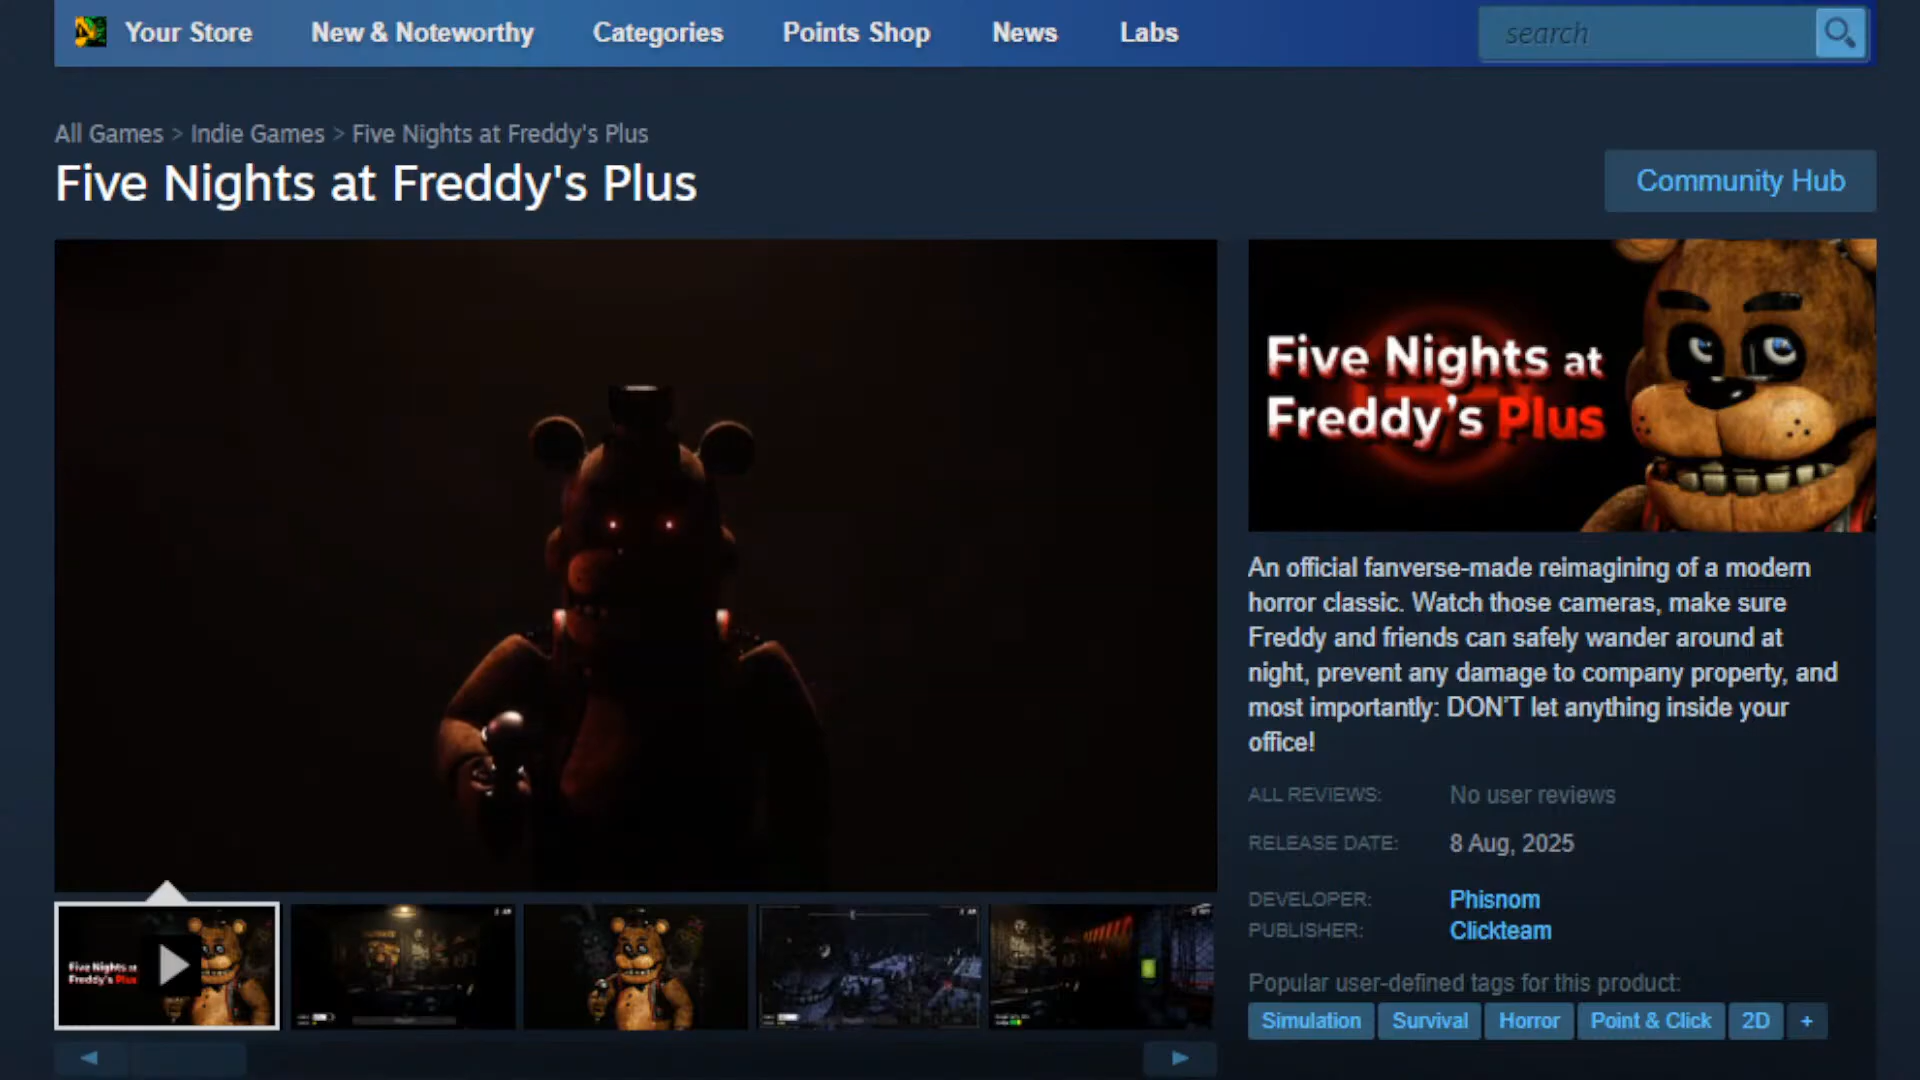 Your Store
New & Noteworthy
Categories
Points Shop
News
Labs
search
All Games > Indie Games > Five Nights at Freddy's Plus
Five Nights at Freddy's Plus
Community Hub
Five Nights at
Freddy's Plus
An official fanverse-made reimagining of a modern
horror classic. Watch those cameras, make sure
Freddy and friends can safely wander around at
night, prevent any damage to company property, and
most importantly: DON'T let anything inside your
office!
ALL REVIEWS: No user reviews
RELEASE DATE: 8 Aug, 2025
DEVELOPER: Phisnom
PUBLISHER: Clickteam
Popular user-defined tags for this product:
Simulation Survival Horror Point & Click 2D +
Five Nights at
Freddy's Plus